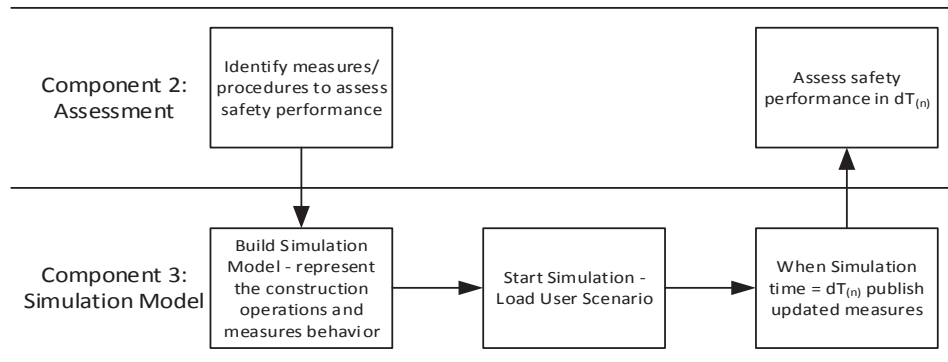 Component 2:
Assessment
Identify measures/
procedures to assess
safety performance
Assess safety
performance in dT(n)
Component 3:
Simulation Model
Build Simulation
Model - represent
the construction
operations and
measures behavior
Start Simulation -
Load User Scenario
When Simulation
time = dT(n) publish
updated measures